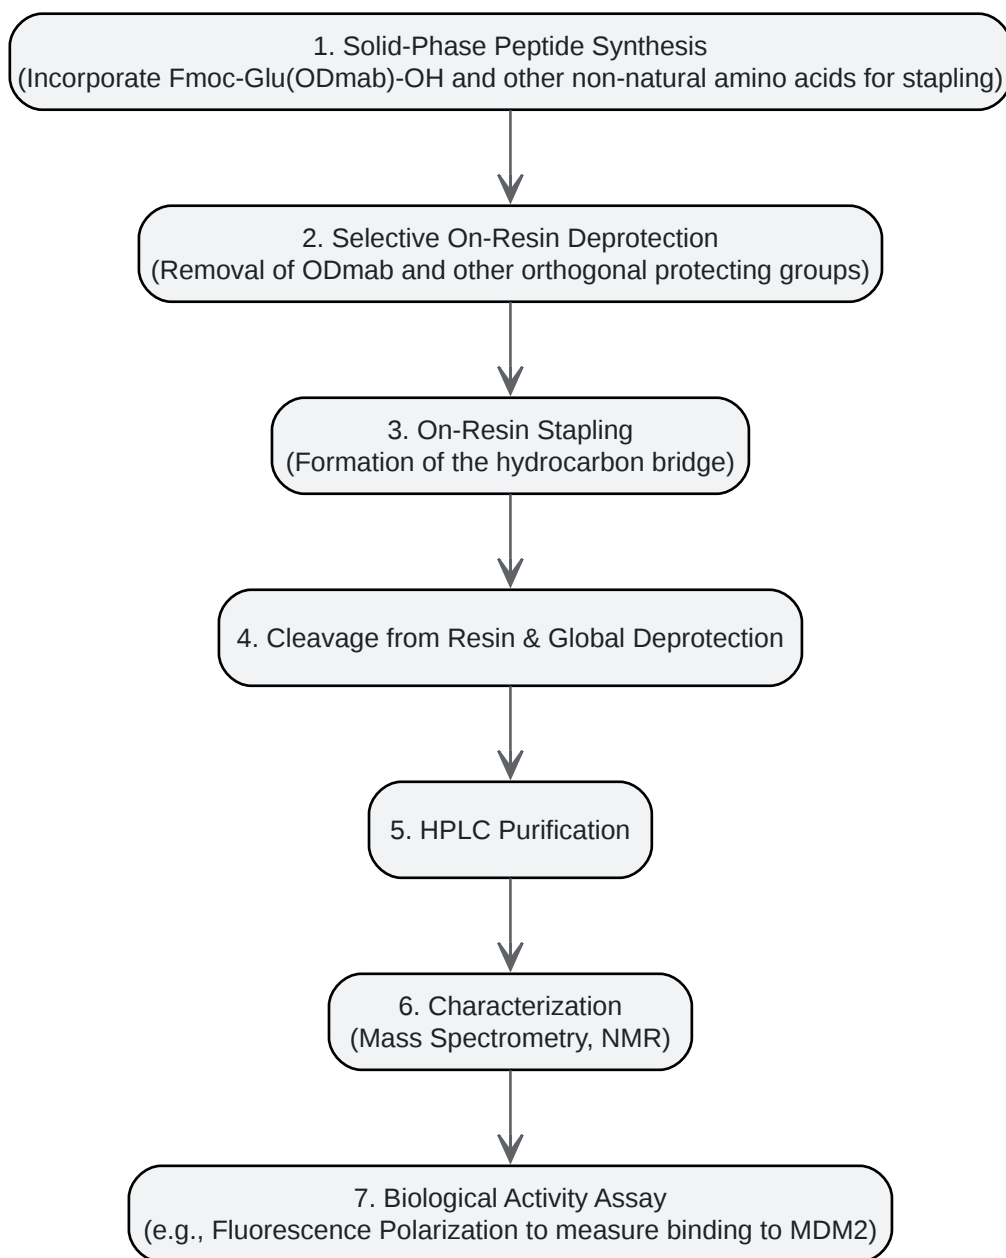 1. Solid-Phase Peptide Synthesis
(Incorporate Fmoc-Glu(ODmab)-OH and other non-natural amino acids for stapling)
2. Selective On-Resin Deprotection
(Removal of ODmab and other orthogonal protecting groups)
3. On-Resin Stapling
(Formation of the hydrocarbon bridge)
4. Cleavage from Resin & Global Deprotection
5. HPLC Purification
6. Characterization
(Mass Spectrometry, NMR)
7. Biological Activity Assay
(e.g., Fluorescence Polarization to measure binding to MDM2)